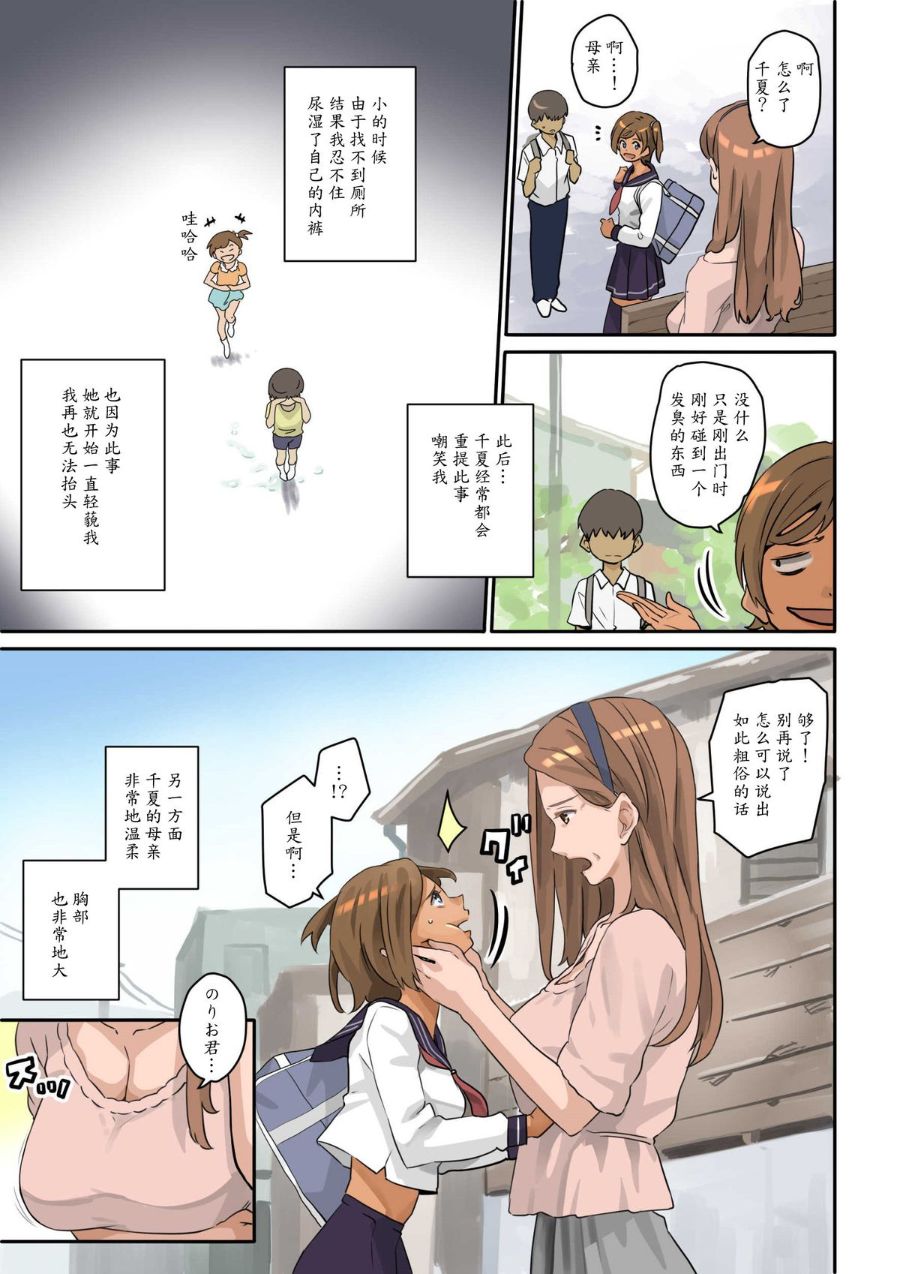 啊
怎么了
千夏？
啊…！
母亲
没什么
只是刚出门时
刚好碰到一个
发臭的东西
小的时候
由于找不到厕所
结果我忍不住
尿湿了自己的内裤
哇哈哈
此后…
千夏经常都会
重提此事
嘲笑我
也因为此事
她就开始一直轻藐我
我再也无法抬头
够了！
别再说了
怎么可以说出
如此粗俗的话
グイ
…!?
但是啊…
另一方面
千夏的母亲
非常地温柔
胸部
也非常地大
のりお君…
ズッ